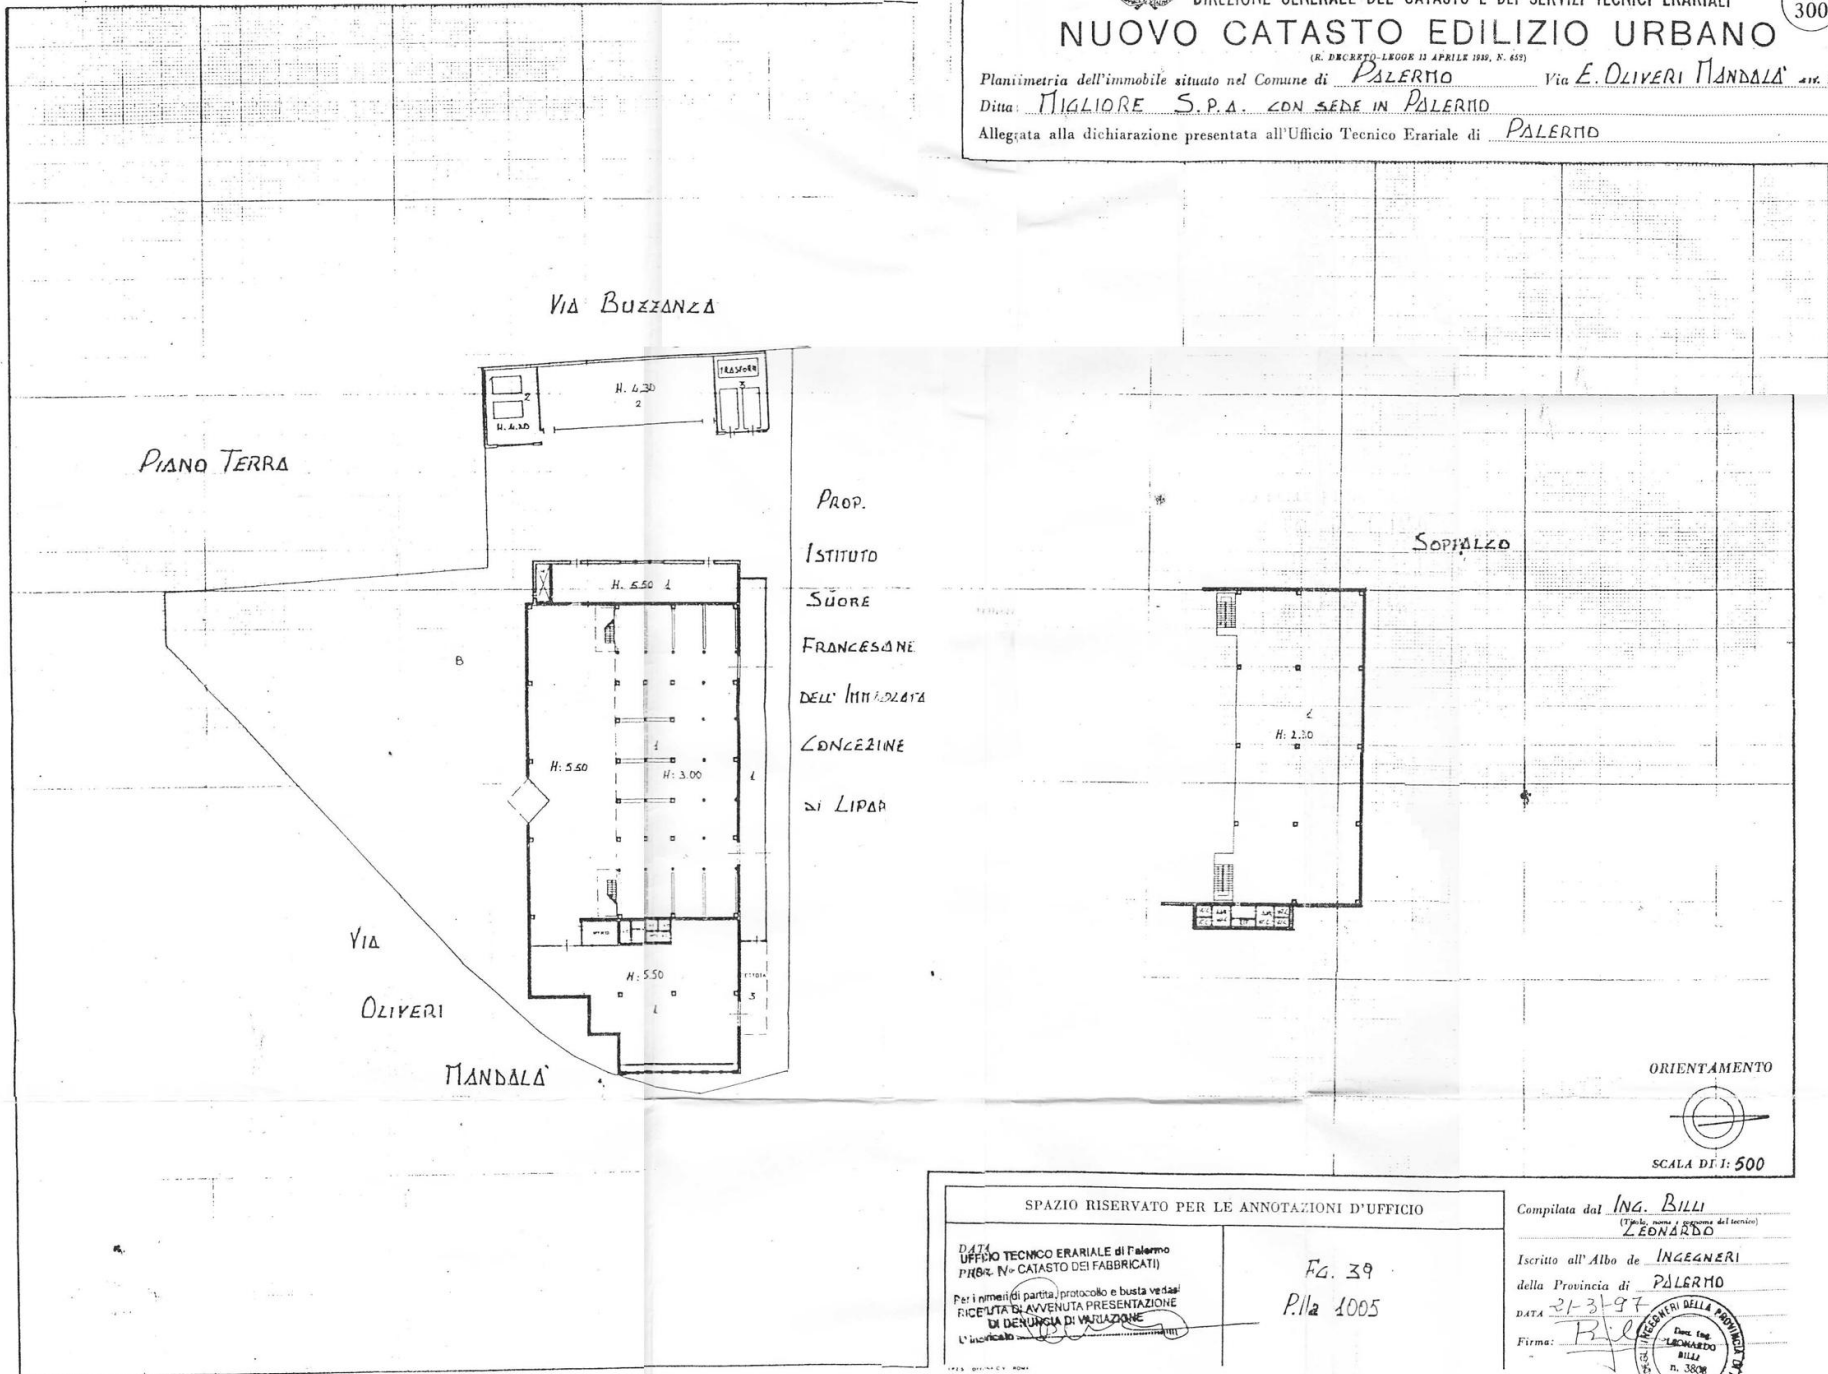 DIREZIONE GENERALE DEL CATASTO E DEI SERVIZI TECNICI ERARIALI
300
NUOVO CATASTO EDILIZIO URBANO
(R. DECRETO-LEGGE 13 APRILE 1939, N. 652)
Planimetria dell'immobile situato nel Comune di PALERMO Via E. OLIVERI MANDALA'
Ditta: MIGLIORE S.P.A. CON SEDE IN PALERMO
Allegata alla dichiarazione presentata all'Ufficio Tecnico Erariale di PALERMO
VIA BUZZANCA
TRASFORM
H. 4.30
2
3
2
H. 4.30
PIANO TERRA
PROP.
ISTITUTO
SUORE
FRANCESANE
DELL' IMMACOLATA
CONCEZIINE
DI LIPARI
SOPPALCO
H. 5.50 1
B
1
H: 5.50
H: 3.00
1
1
H: 2.30
VIA
OLIVERI
MANDALA'
H: 5.50
1
TETTOIA
3
ORIENTAMENTO
SCALA DI 1: 500
SPAZIO RISERVATO PER LE ANNOTAZIONI D'UFFICIO
DATA
UFFICIO TECNICO ERARIALE di Palermo
PROT. N° CATASTO DEI FABBRICATI)
Per i numeri di partita, protocollo e busta vedasi
RICEVUTA DI AVVENUTA PRESENTAZIONE
DI DENUNCIA DI VARIAZIONE
L'incaricato
FG. 39
P.lla 1005
Compilata dal ING. BILLI
(Titolo, nome e cognome del tecnico)
LEONARDO
Iscritto all'Albo de INGEGNERI
della Provincia di PALERMO
DATA 21-3-97
Firma:
INGEGNERI DELLA PROVINCIA
Dott. Ing.
LEONARDO
BILLI
n. 3808